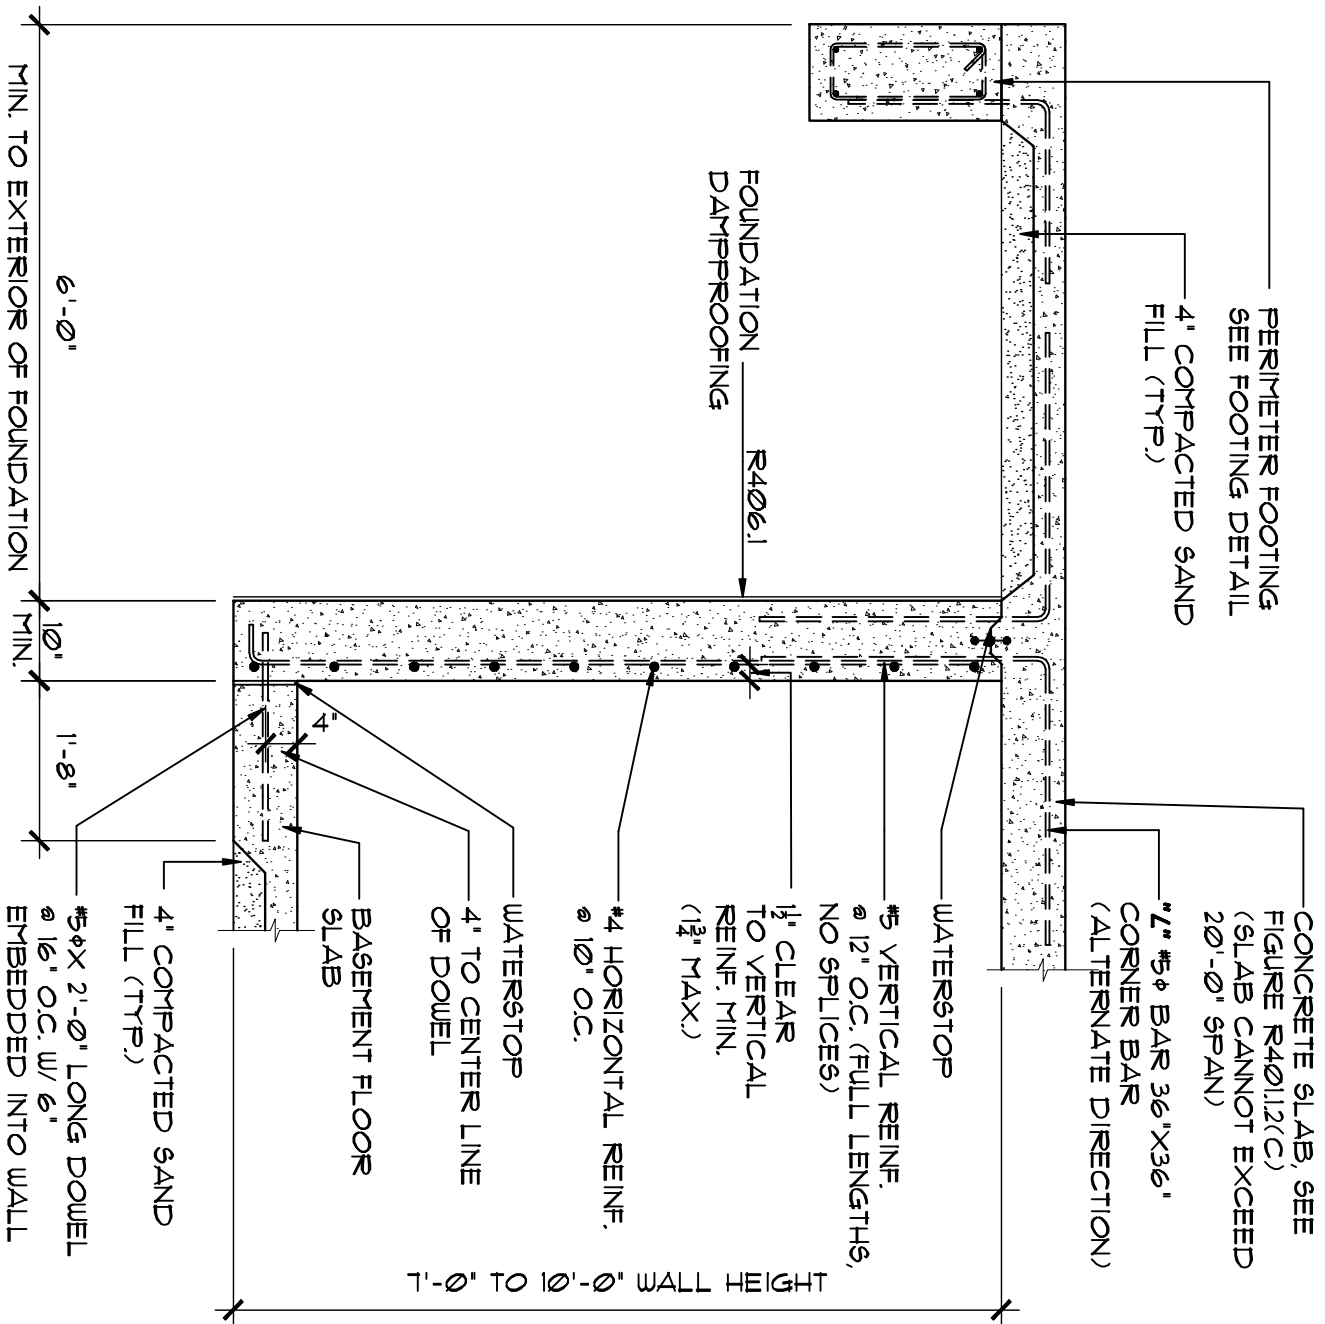 CONCRETE SLAB, SEE
FIGURE R401.1.2(C)
(SLAB CANNOT EXCEED
20'-0" SPAN)
"L" #5ϕ BAR 36"X36"
CORNER BAR
(ALTERNATE DIRECTION)
PERIMETER FOOTING
SEE FOOTING DETAIL
4" COMPACTED SAND
FILL (TYP.)
WATERSTOP
#5 VERTICAL REINF.
@ 12" O.C. (FULL LENGTHS,
NO SPLICES)
1½" CLEAR
TO VERTICAL
REINF. MIN.
(1¾" MAX.)
FOUNDATION
DAMPPROOFING
R406.1
#4 HORIZONTAL REINF.
@ 10" O.C.
WATERSTOP
4" TO CENTER LINE
OF DOWEL
4"
BASEMENT FLOOR
SLAB
4" COMPACTED SAND
FILL (TYP.)
#5ϕX 2'-0" LONG DOWEL
@ 16" O.C. W/ 6"
EMBEDDED INTO WALL
6'-0"
MIN. TO EXTERIOR OF FOUNDATION
10"
MIN.
1'-8"
7'-0" TO 10'-0" WALL HEIGHT